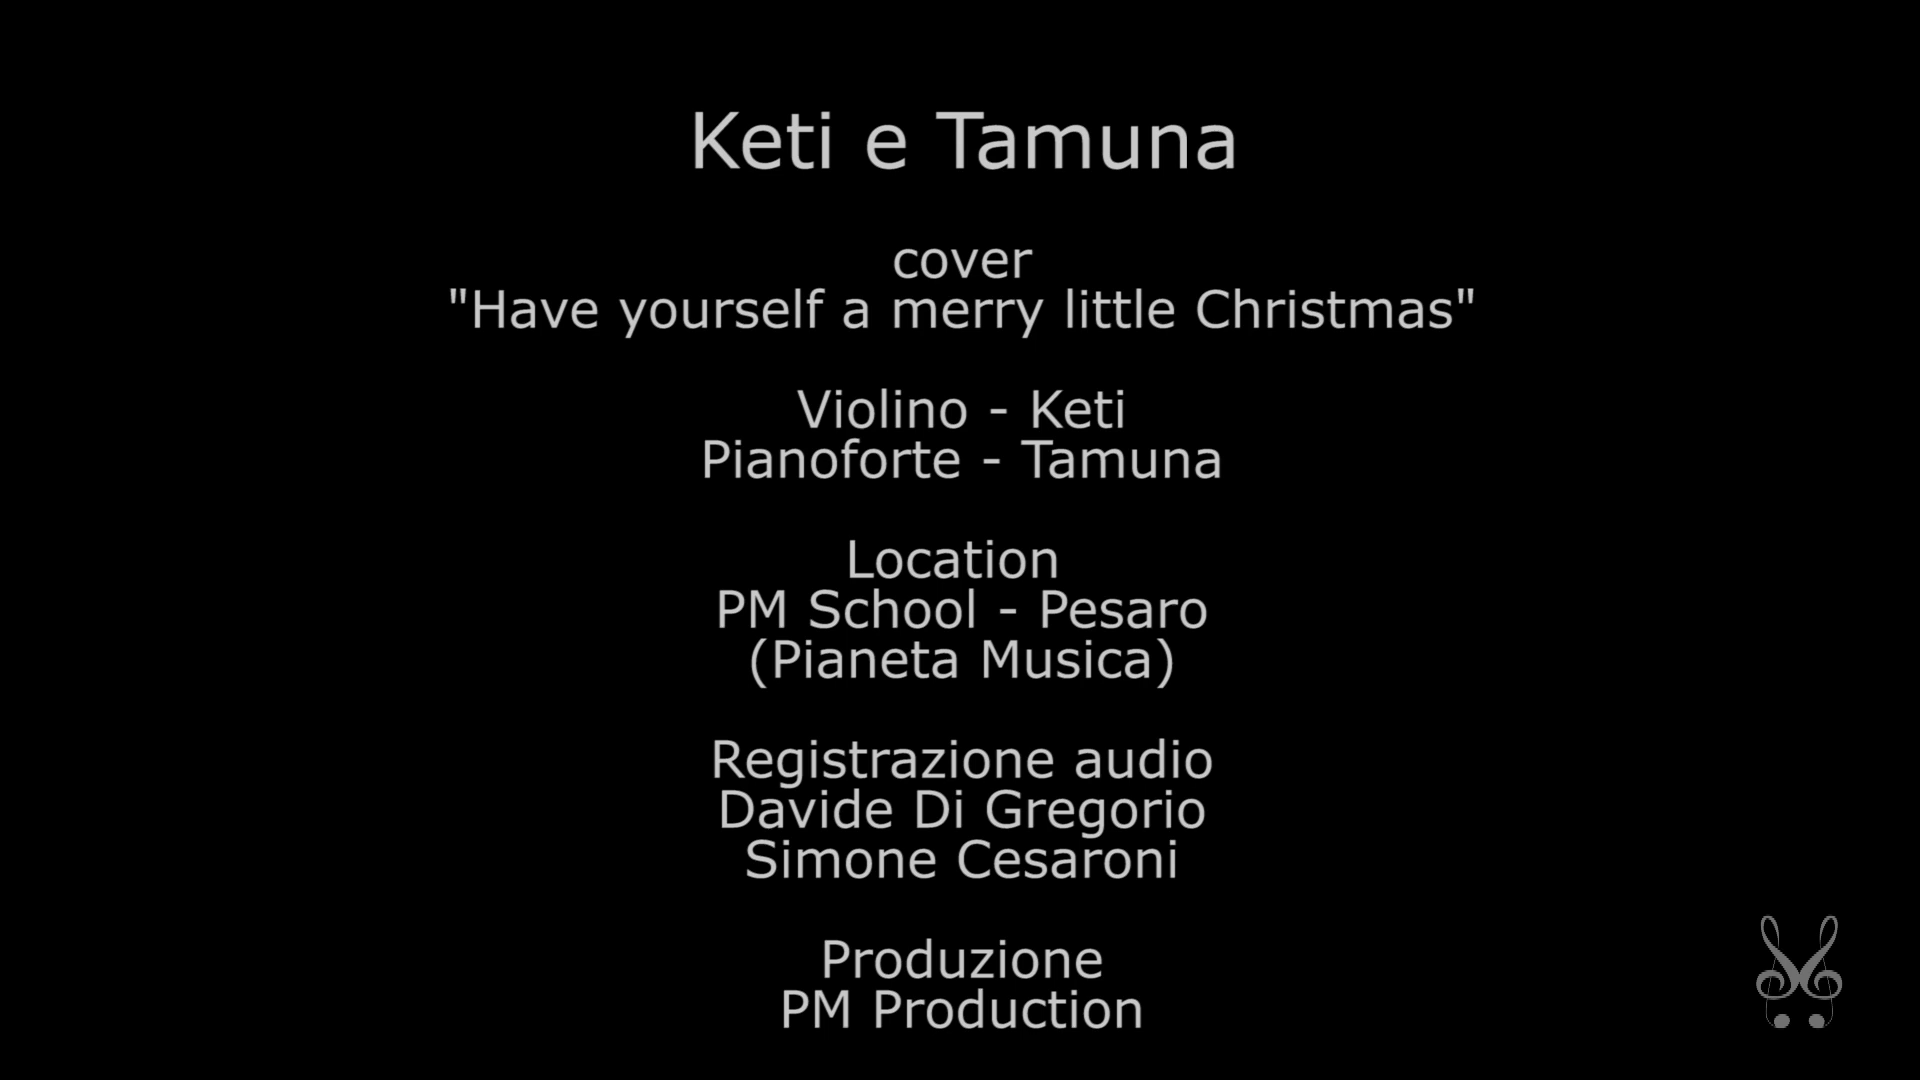 Keti e Tamuna
cover
"Have yourself a merry little Christmas"
Violino - Keti
Pianoforte - Tamuna
Location
PM School - Pesaro
(Pianeta Musica)
Registrazione audio
Davide Di Gregorio
Simone Cesaroni
Produzione
PM Production